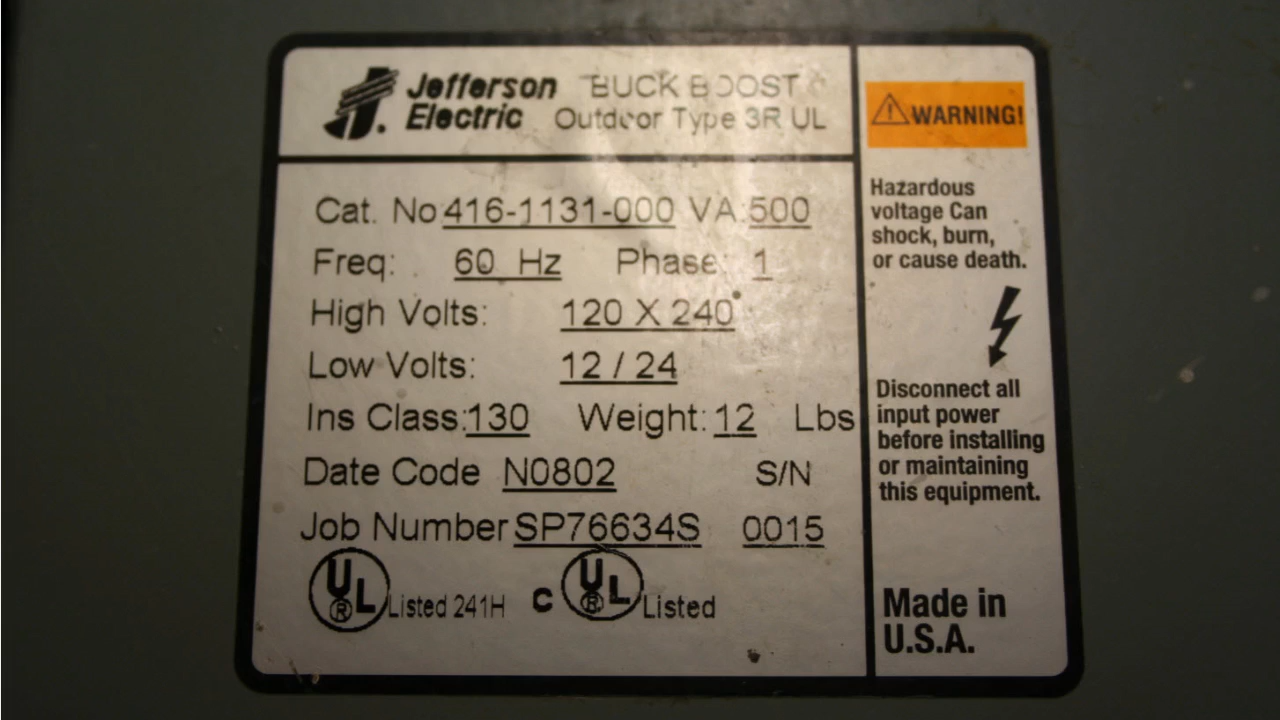 Jefferson Electric
BUCK BOOST
Outdoor Type 3R UL
Cat. No 416-1131-000 VA: 500
Freq: 60 Hz Phase: 1
High Volts: 120 X 240
Low Volts: 12 / 24
Ins Class: 130 Weight: 12 Lbs
Date Code N0802 S/N
Job Number SP76634S 0015
UL ® Listed 241H C UL ® Listed
WARNING!
Hazardous
voltage Can
shock, burn,
or cause death.
Disconnect all
input power
before installing
or maintaining
this equipment.
Made in
U.S.A.